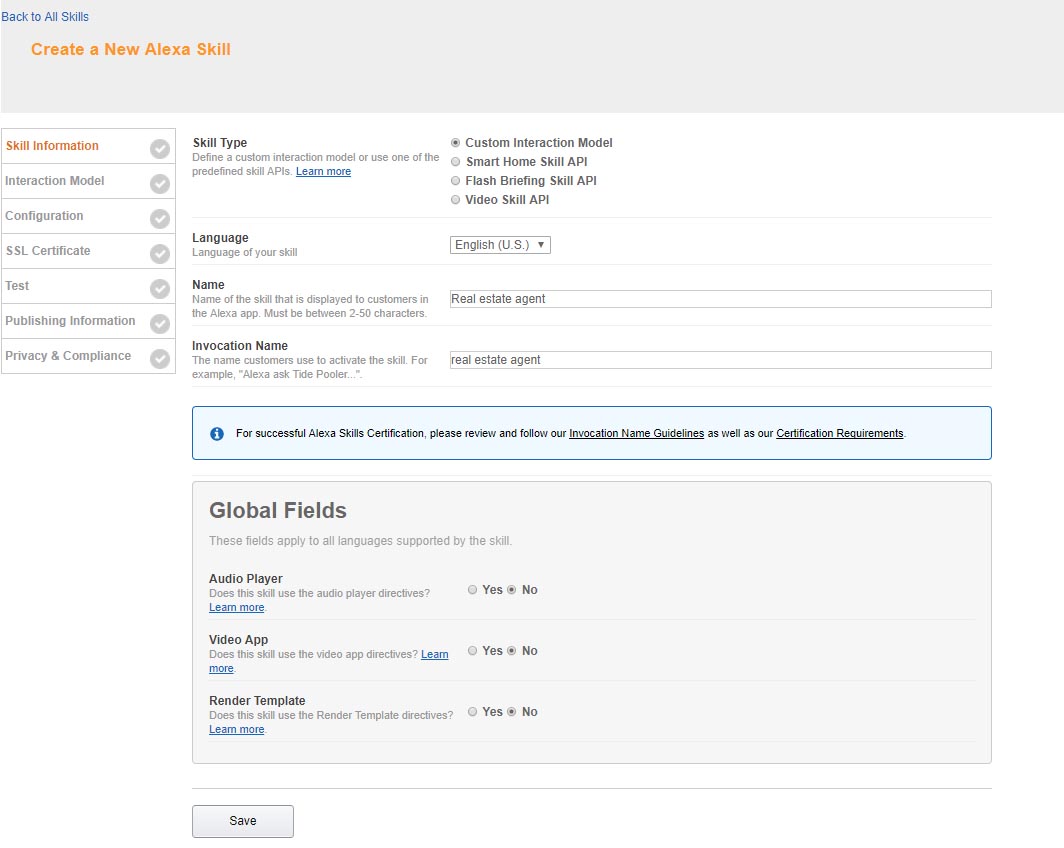 Back to All Skills
Create a New Alexa Skill
Skill Information
Interaction Model
Configuration
SSL Certificate
Test
Publishing Information
Privacy & Compliance
Skill Type
Define a custom interaction model or use one of the
predefined skill APIs. Learn more
Custom Interaction Model
Smart Home Skill API
Flash Briefing Skill API
Video Skill API
Language
Language of your skill
English (U.S.)
Name
Name of the skill that is displayed to customers in
the Alexa app. Must be between 2-50 characters.
Real estate agent
Invocation Name
The name customers use to activate the skill. For
example, "Alexa ask Tide Pooler...".
real estate agent
For successful Alexa Skills Certification, please review and follow our Invocation Name Guidelines as well as our Certification Requirements.
Global Fields
These fields apply to all languages supported by the skill.
Audio Player
Does this skill use the audio player directives?
Learn more.
Yes No
Video App
Does this skill use the video app directives? Learn
more.
Yes No
Render Template
Does this skill use the Render Template directives?
Learn more.
Yes No
Save